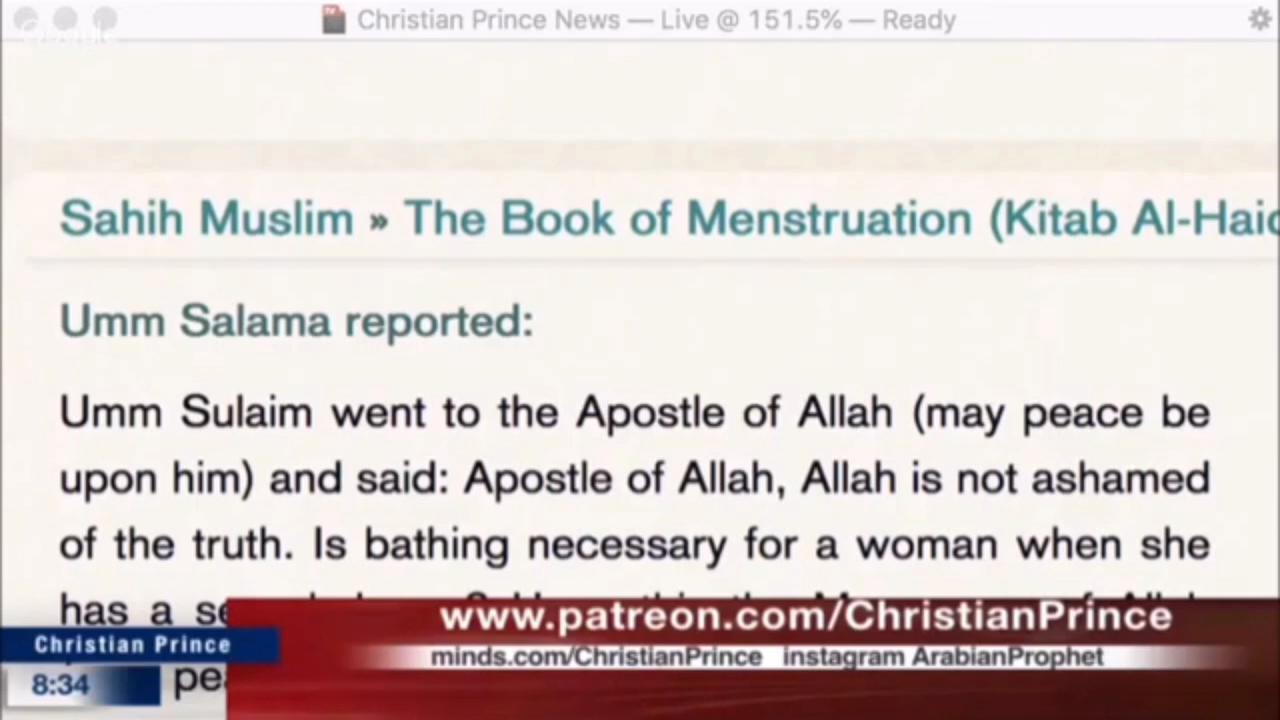 Christian Prince News — Live @ 151.5% — Ready
Sahih Muslim » The Book of Menstruation (Kitab Al-Haid
Umm Salama reported:
Umm Sulaim went to the Apostle of Allah (may peace be
upon him) and said: Apostle of Allah, Allah is not ashamed
of the truth. Is bathing necessary for a woman when she
has a se
pea
www.patreon.com/ChristianPrince
minds.com/ChristianPrince instagram ArabianProphet
Christian Prince
8:34